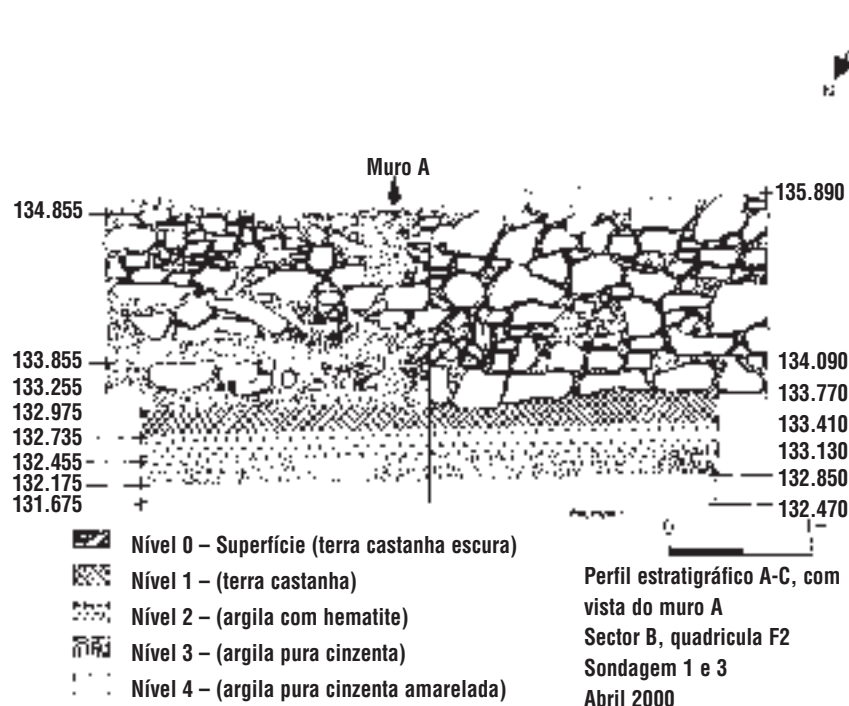 N
Muro A
134.855
135.890
133.855
134.090
133.255
133.770
132.975
133.410
132.735
133.130
132.455
132.850
132.175
132.470
131.675
0
Nível 0 – Superfície (terra castanha escura)
Nível 1 – (terra castanha)
Nível 2 – (argila com hematite)
Nível 3 – (argila pura cinzenta)
Nível 4 – (argila pura cinzenta amarelada)
Perfil estratigráfico A-C, com
vista do muro A
Sector B, quadricula F2
Sondagem 1 e 3
Abril 2000